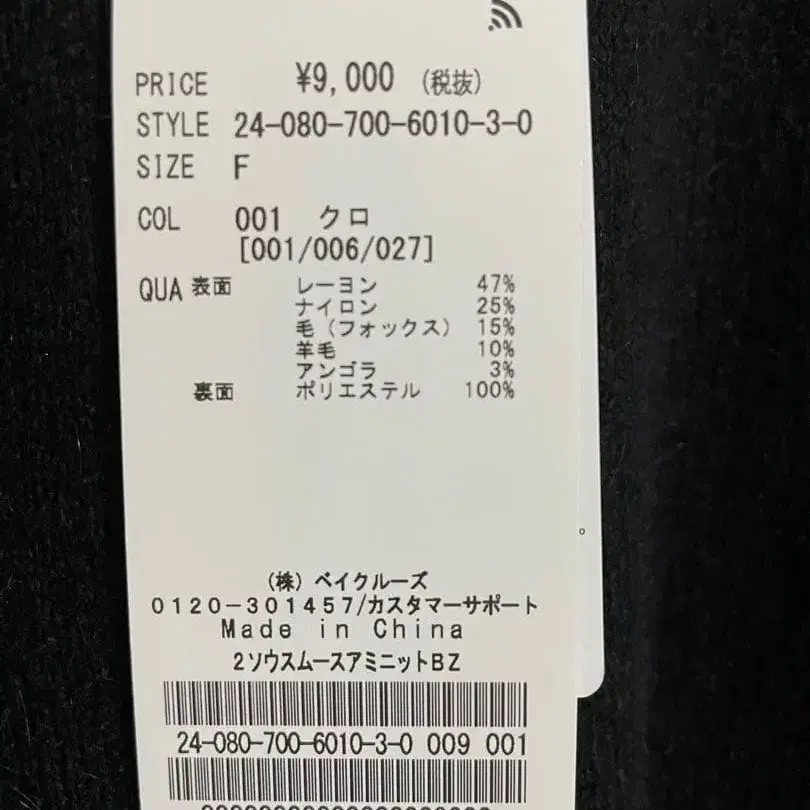 PRICE ¥9,000 (税抜)
STYLE 24-080-700-6010-3-0
SIZE F
COL 001 クロ
[001/006/027]
QUA 表面 レーヨン 47%
ナイロン 25%
毛(フォックス) 15%
羊毛 10%
アンゴラ 3%
裏面 ポリエステル 100%
(株)ベイクルーズ
0120-301457/カスタマーサポート
Made in China
2ソウスムースアミニットBZ
24-080-700-6010-3-0 009 001